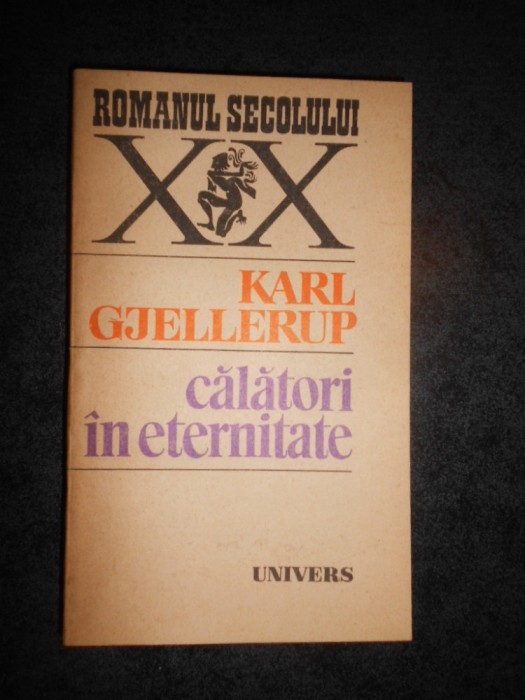 ROMANUL SECOLULUI
XX
KARL
GJELLERUP
călători
în eternitate
UNIVERS